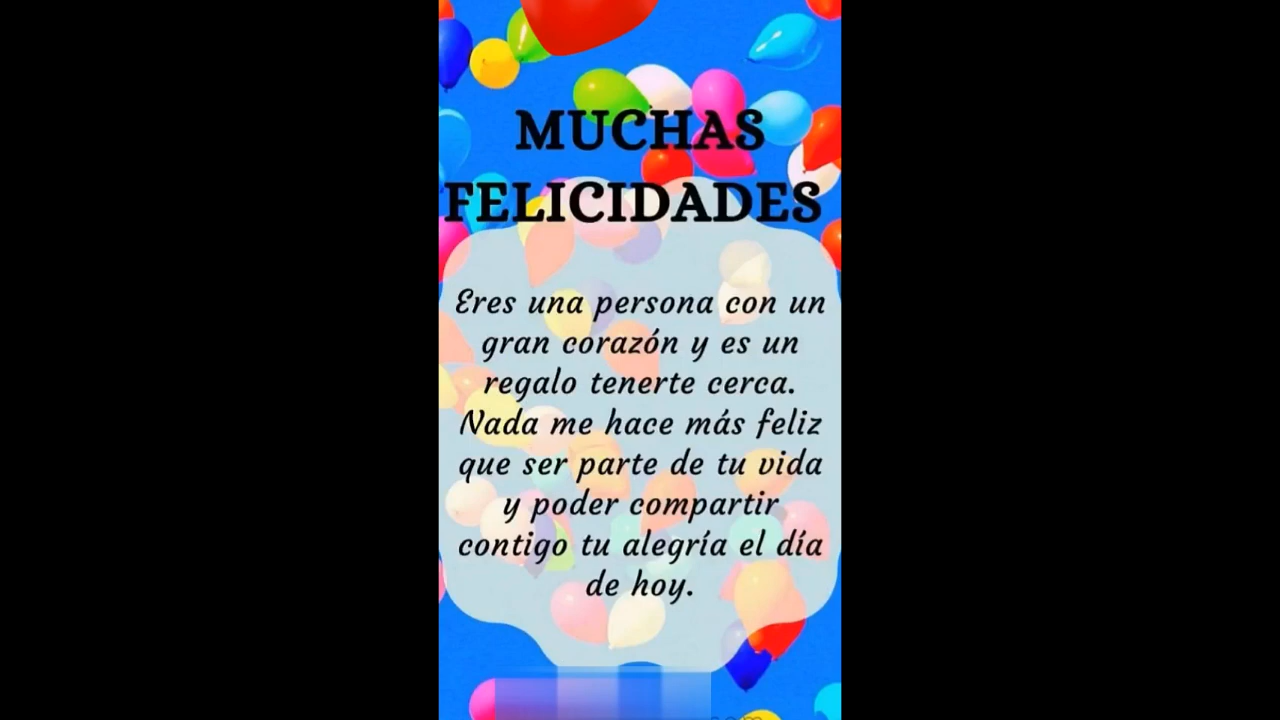 MUCHAS
FELICIDADES
Eres una persona con un
gran corazón y es un
regalo tenerte cerca.
Nada me hace más feliz
que ser parte de tu vida
y poder compartir
contigo tu alegría el día
de hoy.